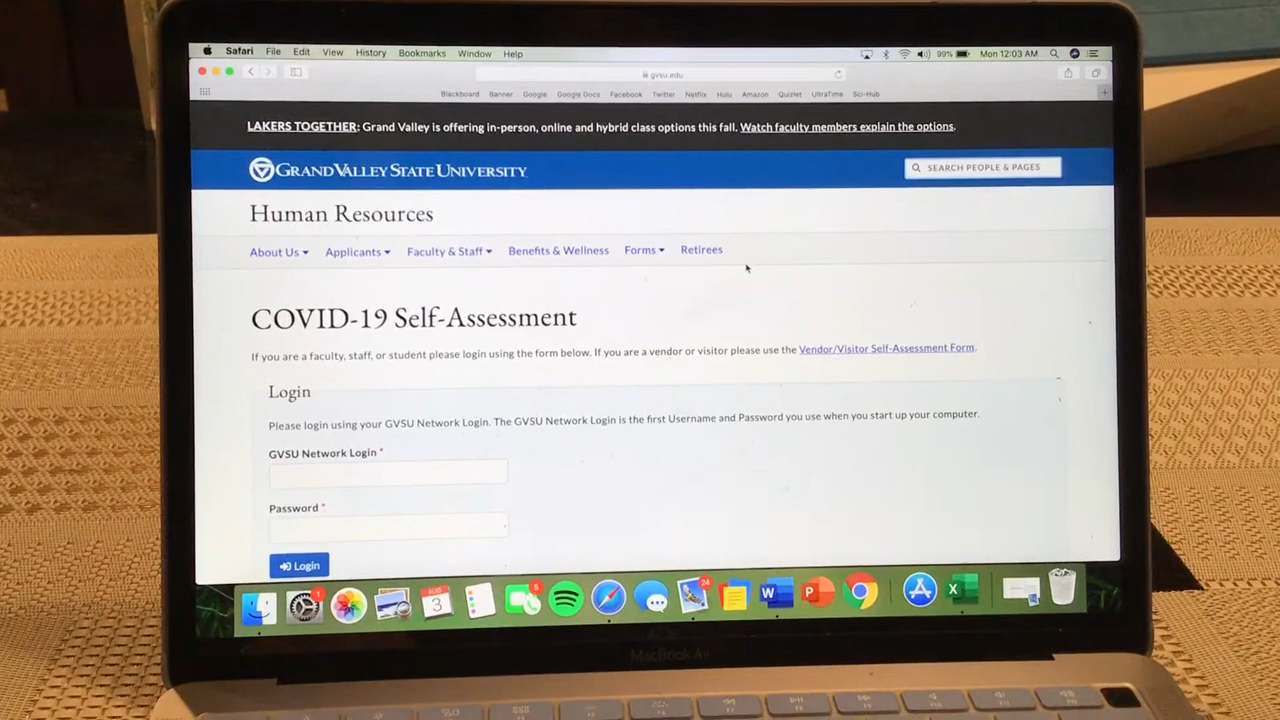 Safari File Edit View History Bookmarks Window Help 99% Mon 12:03 AM
gvsu.edu
Blackboard Banner Google Google Docs Facebook Twitter Netflix Hulu Amazon Quizlet UltraTime Sci-Hub
LAKERS TOGETHER: Grand Valley is offering in-person, online and hybrid class options this fall. Watch faculty members explain the options.
GRAND VALLEY STATE UNIVERSITY SEARCH PEOPLE & PAGES
Human Resources
About Us Applicants Faculty & Staff Benefits & Wellness Forms Retirees
COVID-19 Self-Assessment
If you are a faculty, staff, or student please login using the form below. If you are a vendor or visitor please use the Vendor/Visitor Self-Assessment Form.
Login
Please login using your GVSU Network Login. The GVSU Network Login is the first Username and Password you use when you start up your computer.
GVSU Network Login *
Password *
Login
1 AUG 3 5 24 W P X
MacBook Air